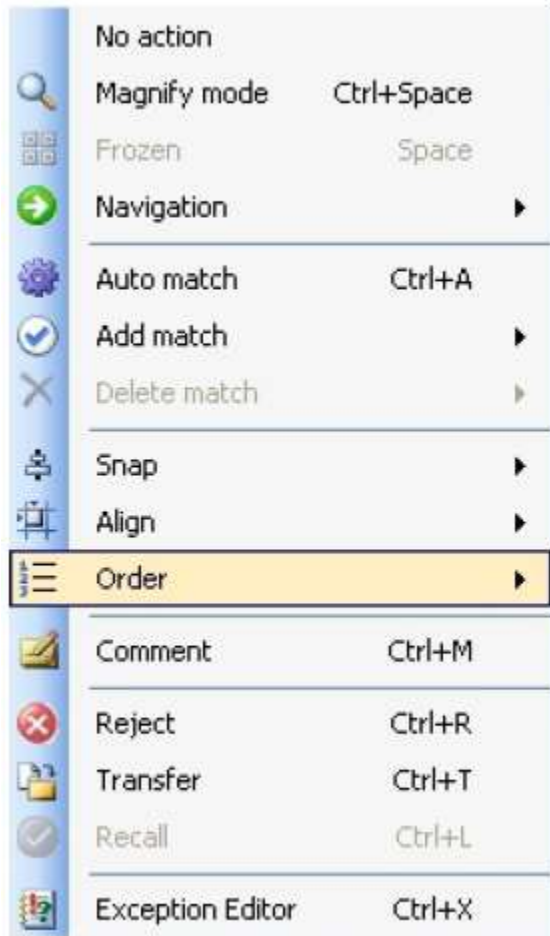 No action
Magnify mode Ctrl+Space
Frozen Space
Navigation
Auto match Ctrl+A
Add match
Delete match
Snap
Align
Order
Comment Ctrl+M
Reject Ctrl+R
Transfer Ctrl+T
Recall Ctrl+L
Exception Editor Ctrl+X